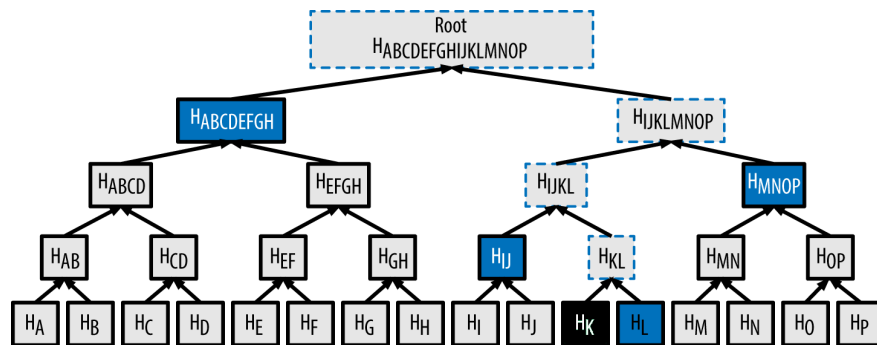 Root
HABCDEFGHIJKLMNOP
HABCDEFGH HIJKLMNOP
HABCD HEFGH HIJKL HMNOP
HAB HCD HEF HGH HIJ HKL HMN HOP
HA HB HC HD HE HF HG HH HI HJ HK HL HM HN HO HP